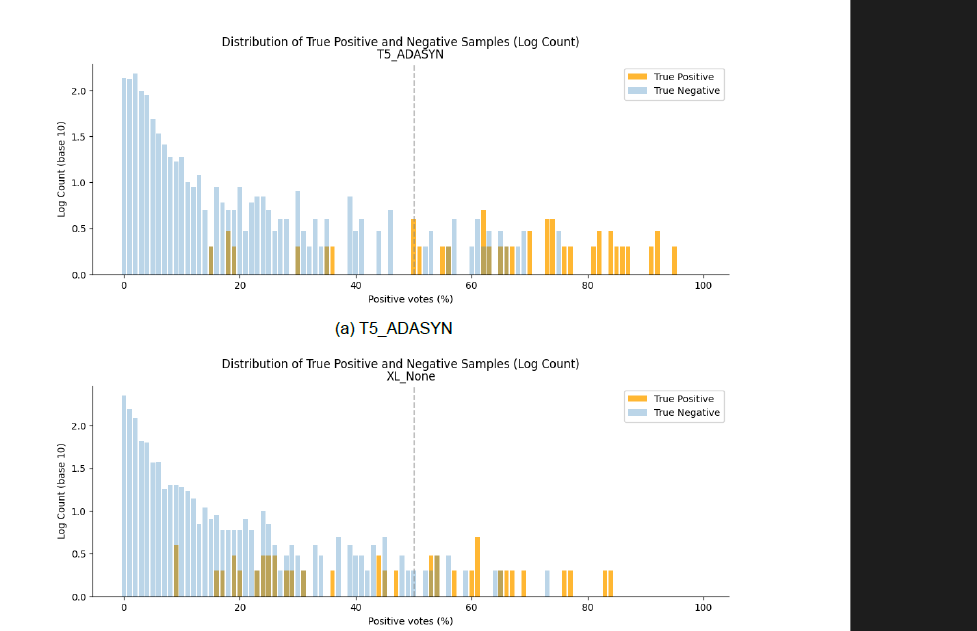 Distribution of True Positive and Negative Samples (Log Count)
T5_ADASYN
True Positive
True Negative
Log Count (base 10)
2.0
1.5
1.0
0.5
0.0
0 20 40 60 80 100
Positive votes (%)
(a) T5_ADASYN
Distribution of True Positive and Negative Samples (Log Count)
XL_None
True Positive
True Negative
Log Count (base 10)
2.0
1.5
1.0
0.5
0.0
0 20 40 60 80 100
Positive votes (%)